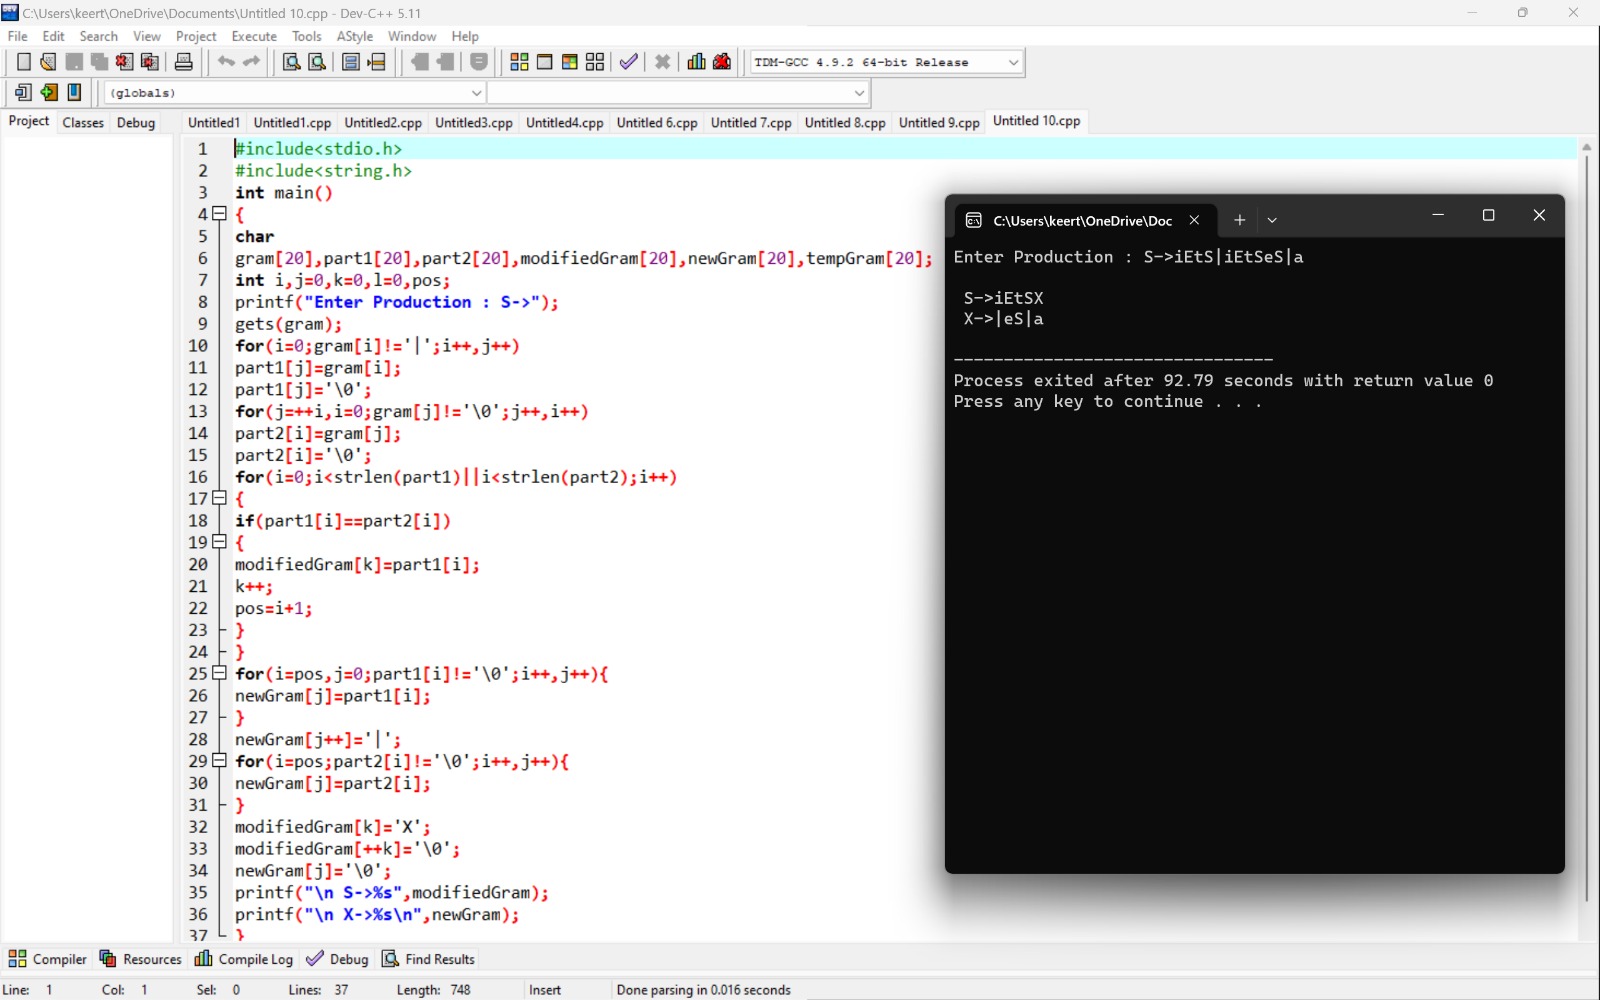 C:\Users\keert\OneDrive\Documents\Untitled 10.cpp - Dev-C++ 5.11
File Edit Search View Project Execute Tools AStyle Window Help
TDM-GCC 4.9.2 64-bit Release
(globals)
Project Classes Debug
Untitled1 Untitled1.cpp Untitled2.cpp Untitled3.cpp Untitled4.cpp Untitled 6.cpp Untitled 7.cpp Untitled 8.cpp Untitled 9.cpp Untitled 10.cpp
1 #include<stdio.h>
2 #include<string.h>
3 int main()
4 {
5 char
6 gram[20],part1[20],part2[20],modifiedGram[20],newGram[20],tempGram[20];
7 int i,j=0,k=0,l=0,pos;
8 printf("Enter Production : S->");
9 gets(gram);
10 for(i=0;gram[i]!='|';i++,j++)
11 part1[j]=gram[i];
12 part1[j]='\0';
13 for(j=++i,i=0;gram[j]!='\0';j++,i++)
14 part2[i]=gram[j];
15 part2[i]='\0';
16 for(i=0;i<strlen(part1)||i<strlen(part2);i++)
17 {
18 if(part1[i]==part2[i])
19 {
20 modifiedGram[k]=part1[i];
21 k++;
22 pos=i+1;
23 }
24 }
25 for(i=pos,j=0;part1[i]!='\0';i++,j++){
26 newGram[j]=part1[i];
27 }
28 newGram[j++]='|';
29 for(i=pos;part2[i]!='\0';i++,j++){
30 newGram[j]=part2[i];
31 }
32 modifiedGram[k]='X';
33 modifiedGram[++k]='\0';
34 newGram[j]='\0';
35 printf("\n S->%s",modifiedGram);
36 printf("\n X->%s\n",newGram);
37 }
C:\Users\keert\OneDrive\Doc
Enter Production : S->iEtS|iEtSeS|a
S->iEtSX
X->|eS|a
--------------------------------
Process exited after 92.79 seconds with return value 0
Press any key to continue . . .
Compiler Resources Compile Log Debug Find Results
Line: 1 Col: 1 Sel: 0 Lines: 37 Length: 748 Insert Done parsing in 0.016 seconds